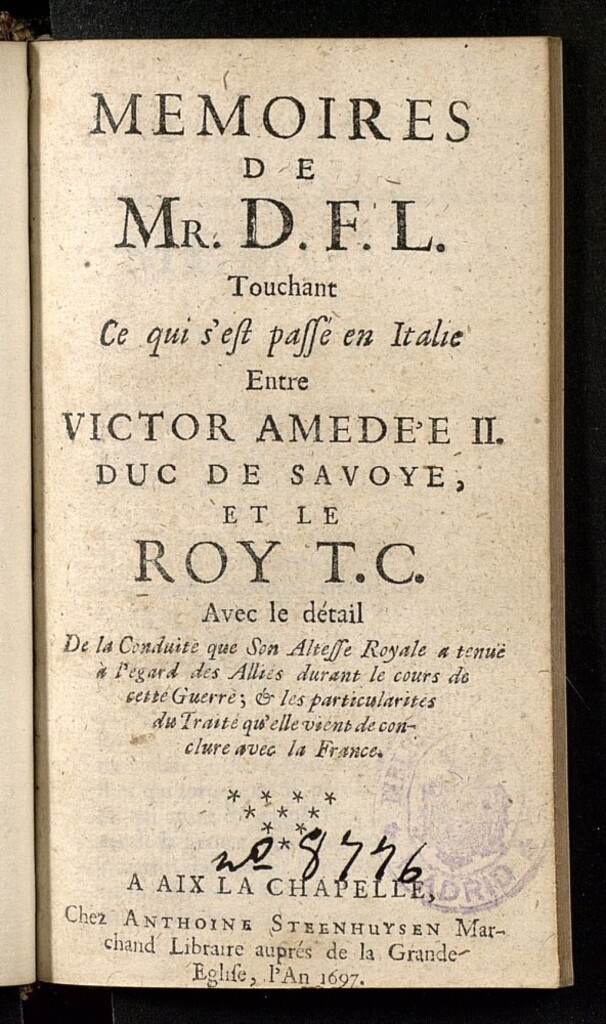 MEMOIRES
DE
MR. D. F. L.
Touchant
Ce qui s'eſt paſſé en Italie
Entre
VICTOR AMEDE'E II.
DUC DE SAVOYE,
ET LE
ROY T.C.
Avec le détail
De la Conduite que Son Alteſſe Royale a tenuë
à l'egard des Alliés durant le cours de
cette Guerre; & les particularités
du Traité qu'elle vient de con-
clure avec la France.
* * * *
* * *
* *
*
nº 8776
A AIX LA CHAPELLE,
Chez ANTHOINE STEENHUYSEN Mar-
chand Libraire auprés de la Grande
Egliſe, l'An 1697.